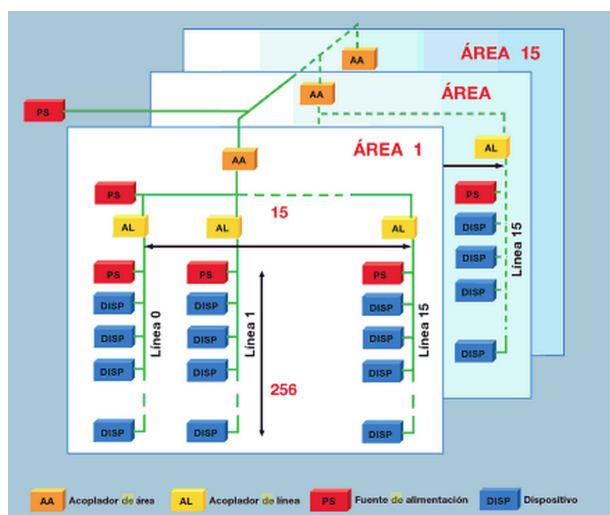 ÁREA 15
AA
ÁREA
AA
PS
ÁREA 1
AA
AL
PS
15
PS
AL
AL
AL
DISP
DISP
DISP
Línea 15
DISP
PS
PS
PS
DISP
DISP
DISP
DISP
DISP
DISP
DISP
DISP
DISP
Línea 0
Línea 1
Línea 15
256
DISP
DISP
DISP
AA Acoplador de área
AL Acoplador de línea
PS Fuente de alimentación
DISP Dispositivo